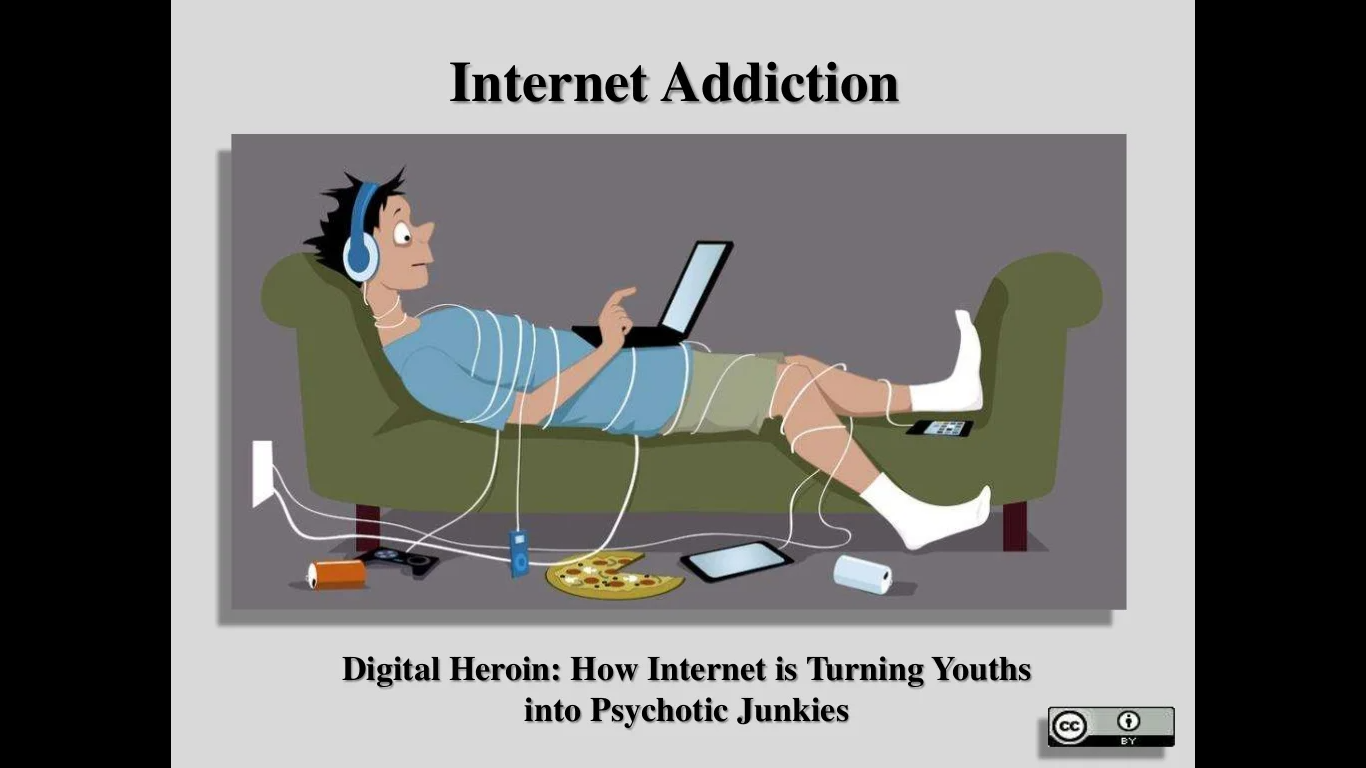 Internet Addiction
Digital Heroin: How Internet is Turning Youths
into Psychotic Junkies
cc
BY